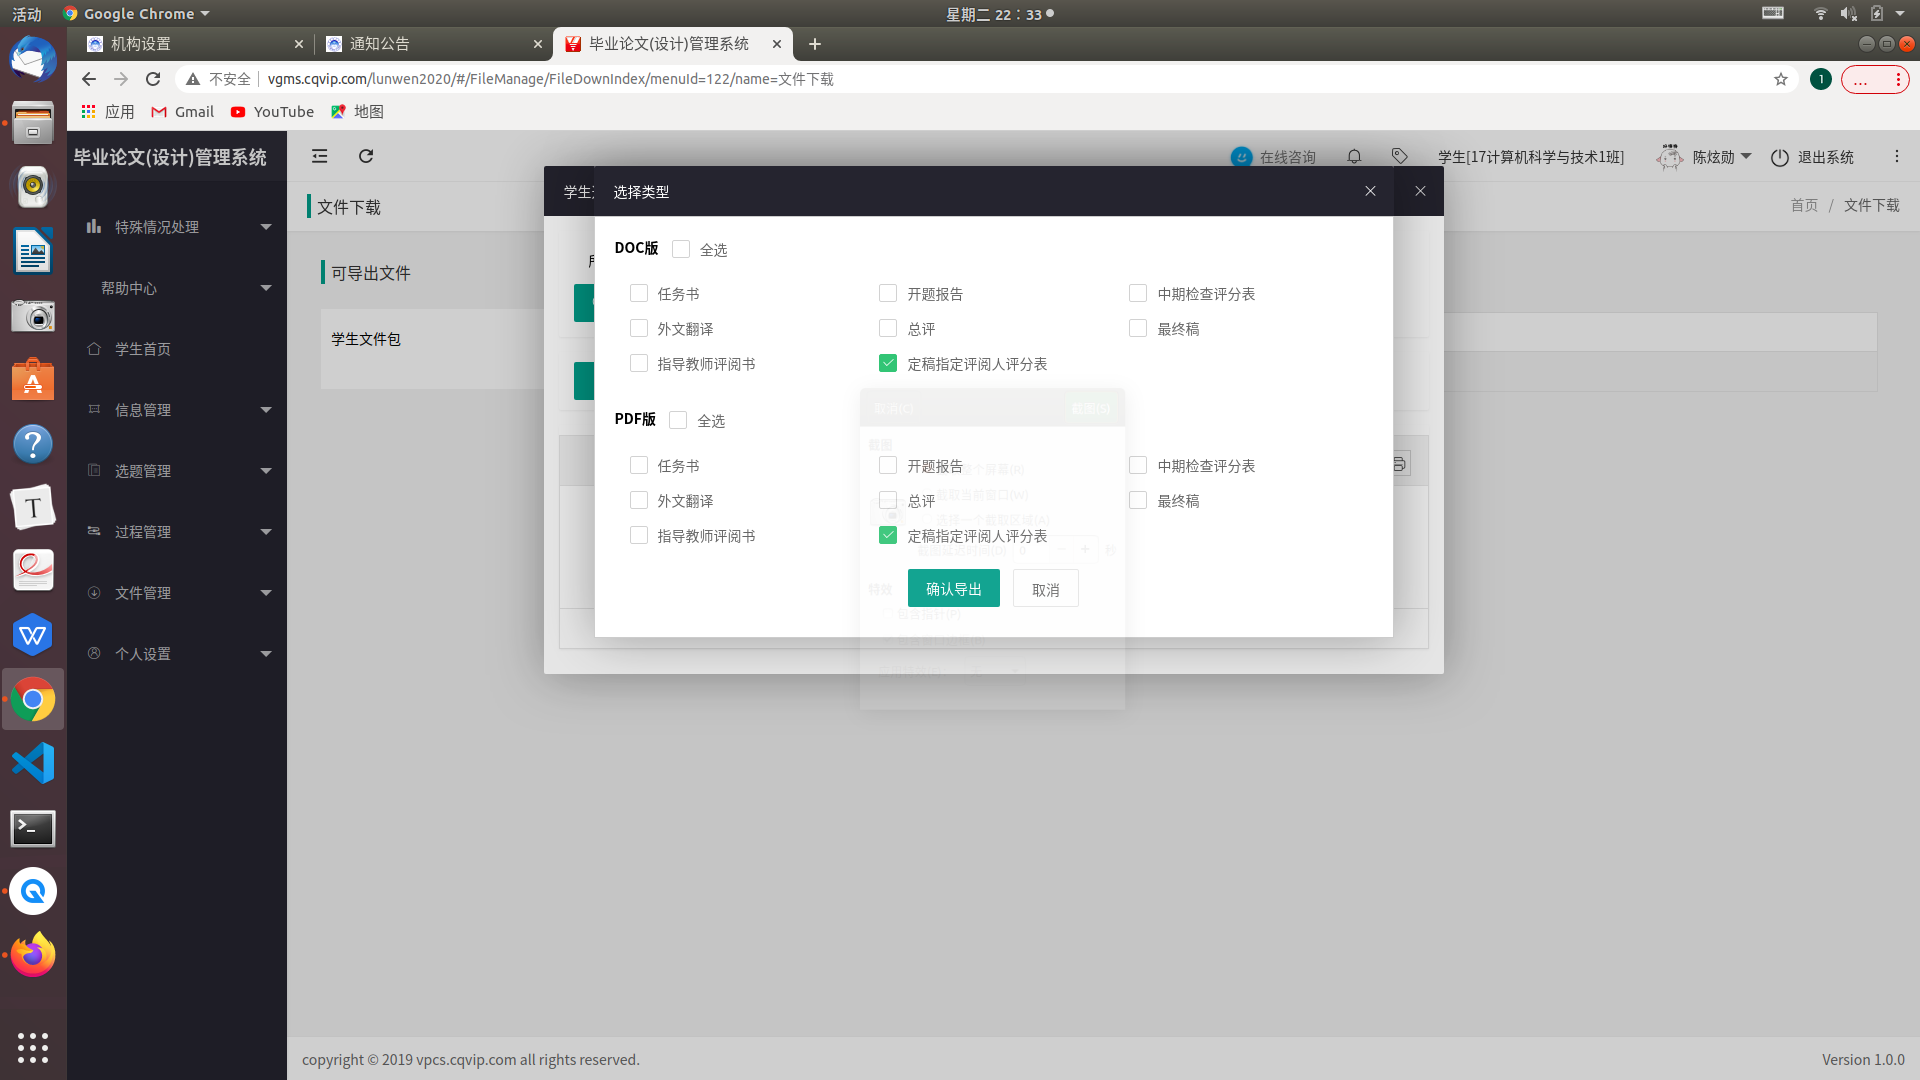 活动
Google Chrome
星期二 22：33
机构设置
通知公告
毕业论文(设计)管理系统
不安全
vgms.cqvip.com/lunwen2020/#/FileManage/FileDownIndex/menuId=122/name=文件下载
1
应用
Gmail
YouTube
地图
毕业论文(设计)管理系统
在线咨询
学生[17计算机科学与技术1班]
陈炫勋
退出系统
文件下载
首页 / 文件下载
特殊情况处理
帮助中心
学生首页
信息管理
选题管理
过程管理
文件管理
个人设置
可导出文件
学生文件包
学生
选择类型
DOC版
全选
任务书
开题报告
中期检查评分表
外文翻译
总评
最终稿
指导教师评阅书
定稿指定评阅人评分表
取消(C)
截图(S)
PDF版
全选
截图
任务书
开题报告
中期检查评分表
外文翻译
总评
最终稿
指导教师评阅书
定稿指定评阅人评分表
确认导出
取消
特效
包含指针(P)
copyright © 2019 vpcs.cqvip.com all rights reserved.
Version 1.0.0